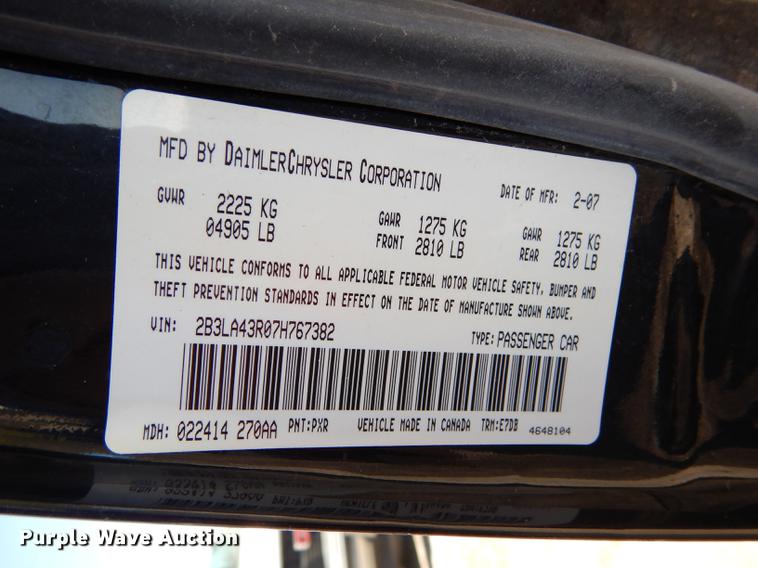 MFD BY DAIMLERCHRYSLER CORPORATION DATE OF MFR: 2-07
GVWR 2225 KG GAWR 1275 KG GAWR 1275 KG
04905 LB FRONT 2810 LB REAR 2810 LB
THIS VEHICLE CONFORMS TO ALL APPLICABLE FEDERAL MOTOR VEHICLE SAFETY, BUMPER AND
THEFT PREVENTION STANDARDS IN EFFECT ON THE DATE OF MANUFACTURE SHOWN ABOVE.
VIN: 2B3LA43R07H767382 TYPE: PASSENGER CAR
MDH: 022414 270AA PNT:PXR VEHICLE MADE IN CANADA TRM:E7DB 4648104
Purple Wave Auction